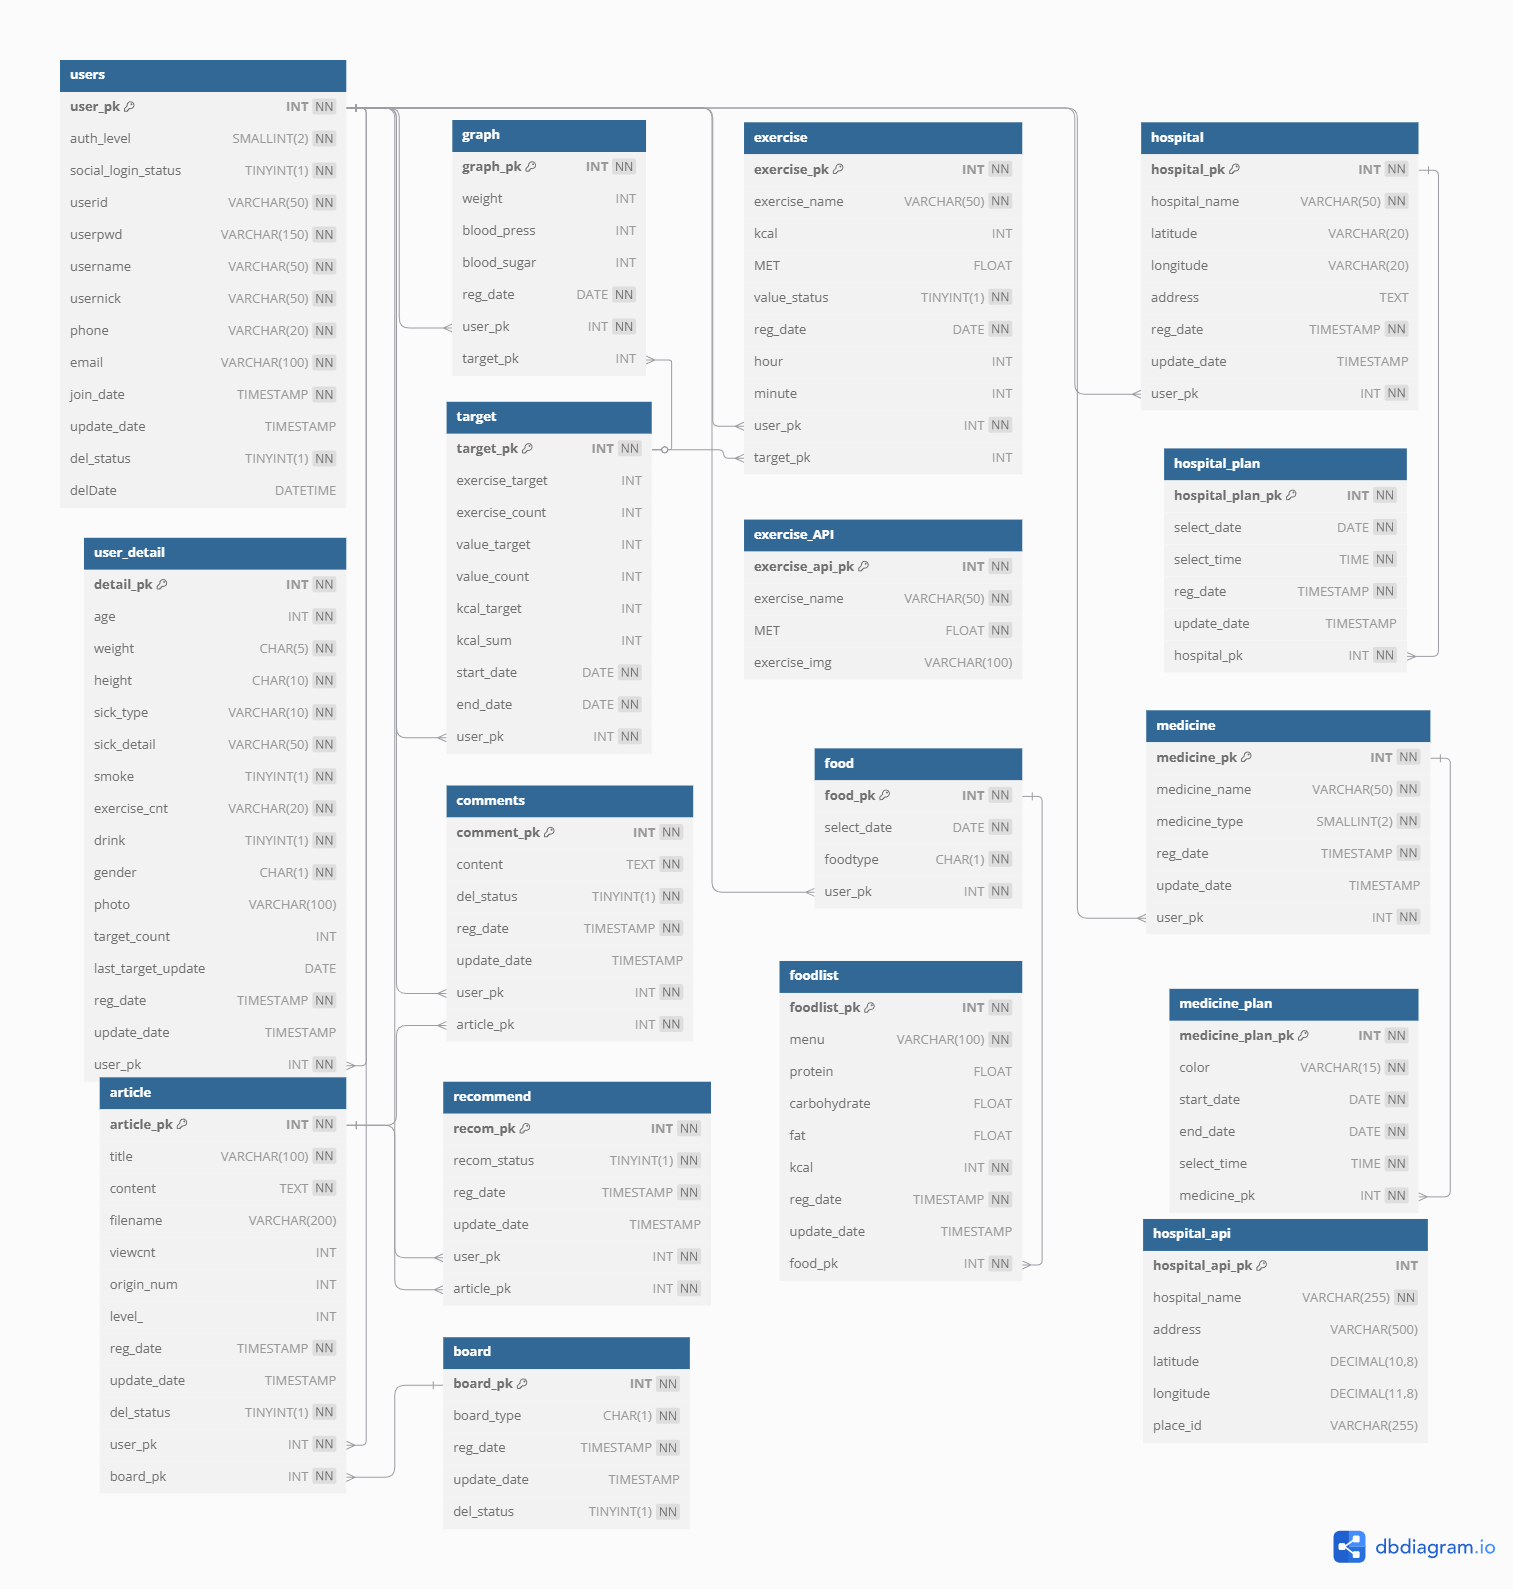 users
user_pk INT NN
auth_level SMALLINT(2) NN
social_login_status TINYINT(1) NN
userid VARCHAR(50) NN
userpwd VARCHAR(150) NN
username VARCHAR(50) NN
usernick VARCHAR(50) NN
phone VARCHAR(20) NN
email VARCHAR(100) NN
join_date TIMESTAMP NN
update_date TIMESTAMP
del_status TINYINT(1) NN
delDate DATETIME
user_detail
detail_pk INT NN
age INT NN
weight CHAR(5) NN
height CHAR(10) NN
sick_type VARCHAR(10) NN
sick_detail VARCHAR(50) NN
smoke TINYINT(1) NN
exercise_cnt VARCHAR(20) NN
drink TINYINT(1) NN
gender CHAR(1) NN
photo VARCHAR(100)
target_count INT
last_target_update DATE
reg_date TIMESTAMP NN
update_date TIMESTAMP
user_pk INT NN
article
article_pk INT NN
title VARCHAR(100) NN
content TEXT NN
filename VARCHAR(200)
viewcnt INT
origin_num INT
level_ INT
reg_date TIMESTAMP NN
update_date TIMESTAMP
del_status TINYINT(1) NN
user_pk INT NN
board_pk INT NN
graph
graph_pk INT NN
weight INT
blood_press INT
blood_sugar INT
reg_date DATE NN
user_pk INT NN
target_pk INT
target
target_pk INT NN
exercise_target INT
exercise_count INT
value_target INT
value_count INT
kcal_target INT
kcal_sum INT
start_date DATE NN
end_date DATE NN
user_pk INT NN
comments
comment_pk INT NN
content TEXT NN
del_status TINYINT(1) NN
reg_date TIMESTAMP NN
update_date TIMESTAMP
user_pk INT NN
article_pk INT NN
recommend
recom_pk INT NN
recom_status TINYINT(1) NN
reg_date TIMESTAMP NN
update_date TIMESTAMP
user_pk INT NN
article_pk INT NN
board
board_pk INT NN
board_type CHAR(1) NN
reg_date TIMESTAMP NN
update_date TIMESTAMP
del_status TINYINT(1) NN
exercise
exercise_pk INT NN
exercise_name VARCHAR(50) NN
kcal INT
MET FLOAT
value_status TINYINT(1) NN
reg_date DATE NN
hour INT
minute INT
user_pk INT NN
target_pk INT
exercise_API
exercise_api_pk INT NN
exercise_name VARCHAR(50) NN
MET FLOAT NN
exercise_img VARCHAR(100)
food
food_pk INT NN
select_date DATE NN
foodtype CHAR(1) NN
user_pk INT NN
foodlist
foodlist_pk INT NN
menu VARCHAR(100) NN
protein FLOAT
carbohydrate FLOAT
fat FLOAT
kcal INT NN
reg_date TIMESTAMP NN
update_date TIMESTAMP
food_pk INT NN
hospital
hospital_pk INT NN
hospital_name VARCHAR(50) NN
latitude VARCHAR(20)
longitude VARCHAR(20)
address TEXT
reg_date TIMESTAMP NN
update_date TIMESTAMP
user_pk INT NN
hospital_plan
hospital_plan_pk INT NN
select_date DATE NN
select_time TIME NN
reg_date TIMESTAMP NN
update_date TIMESTAMP
hospital_pk INT NN
medicine
medicine_pk INT NN
medicine_name VARCHAR(50) NN
medicine_type SMALLINT(2) NN
reg_date TIMESTAMP NN
update_date TIMESTAMP
user_pk INT NN
medicine_plan
medicine_plan_pk INT NN
color VARCHAR(15) NN
start_date DATE NN
end_date DATE NN
select_time TIME NN
medicine_pk INT NN
hospital_api
hospital_api_pk INT
hospital_name VARCHAR(255) NN
address VARCHAR(500)
latitude DECIMAL(10,8)
longitude DECIMAL(11,8)
place_id VARCHAR(255)
dbdiagram.io